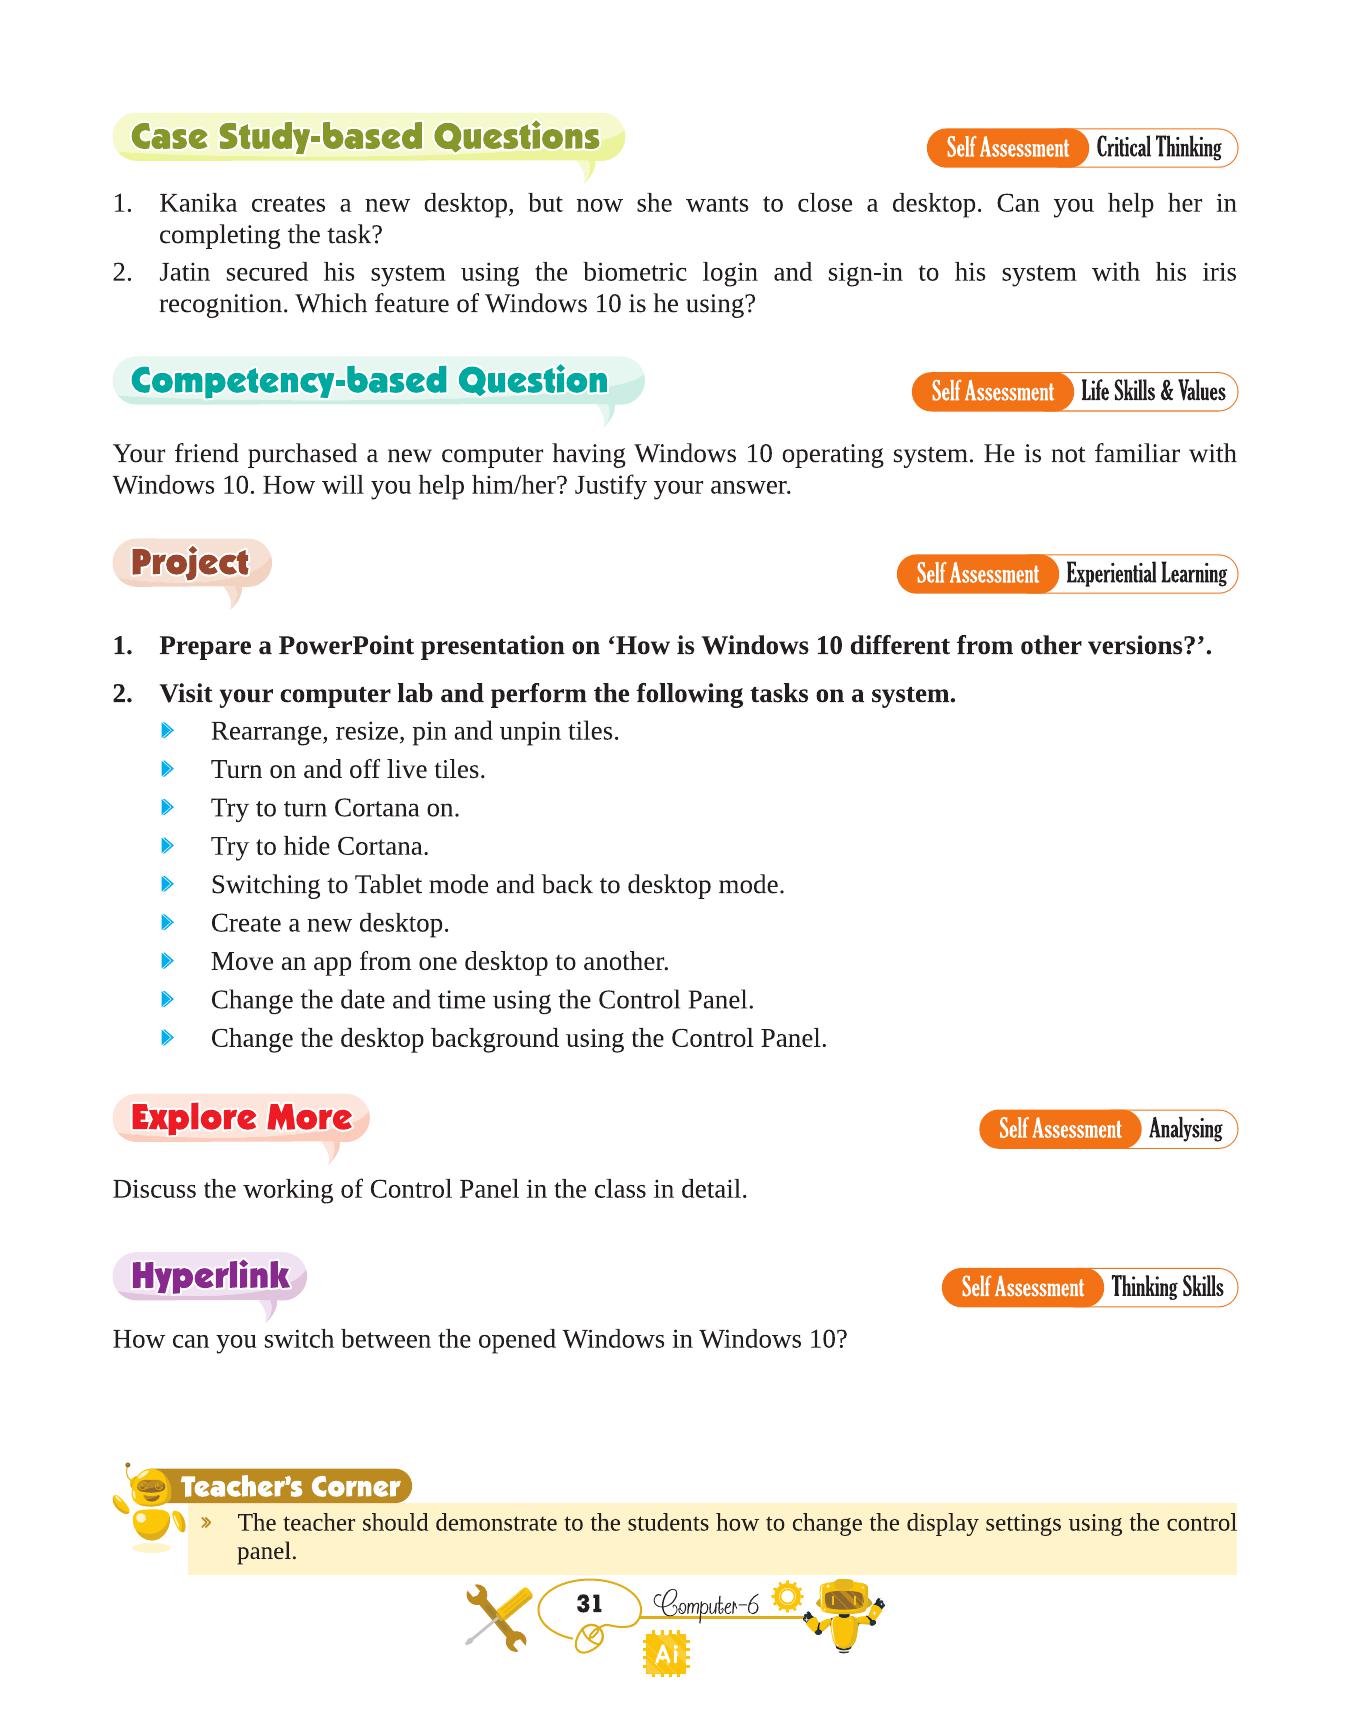 Case Study-based Questions
Self Assessment Critical Thinking
1. Kanika creates a new desktop, but now she wants to close a desktop. Can you help her in
completing the task?
2. Jatin secured his system using the biometric login and sign-in to his system with his iris
recognition. Which feature of Windows 10 is he using?
Competency-based Question
Self Assessment Life Skills & Values
Your friend purchased a new computer having Windows 10 operating system. He is not familiar with
Windows 10. How will you help him/her? Justify your answer.
Project
Self Assessment Experiential Learning
1. Prepare a PowerPoint presentation on ‘How is Windows 10 different from other versions?’.
2. Visit your computer lab and perform the following tasks on a system.
Rearrange, resize, pin and unpin tiles.
Turn on and off live tiles.
Try to turn Cortana on.
Try to hide Cortana.
Switching to Tablet mode and back to desktop mode.
Create a new desktop.
Move an app from one desktop to another.
Change the date and time using the Control Panel.
Change the desktop background using the Control Panel.
Explore More
Self Assessment Analysing
Discuss the working of Control Panel in the class in detail.
Hyperlink
Self Assessment Thinking Skills
How can you switch between the opened Windows in Windows 10?
Teacher's Corner
» The teacher should demonstrate to the students how to change the display settings using the control
panel.
31 Computer-6
Ai